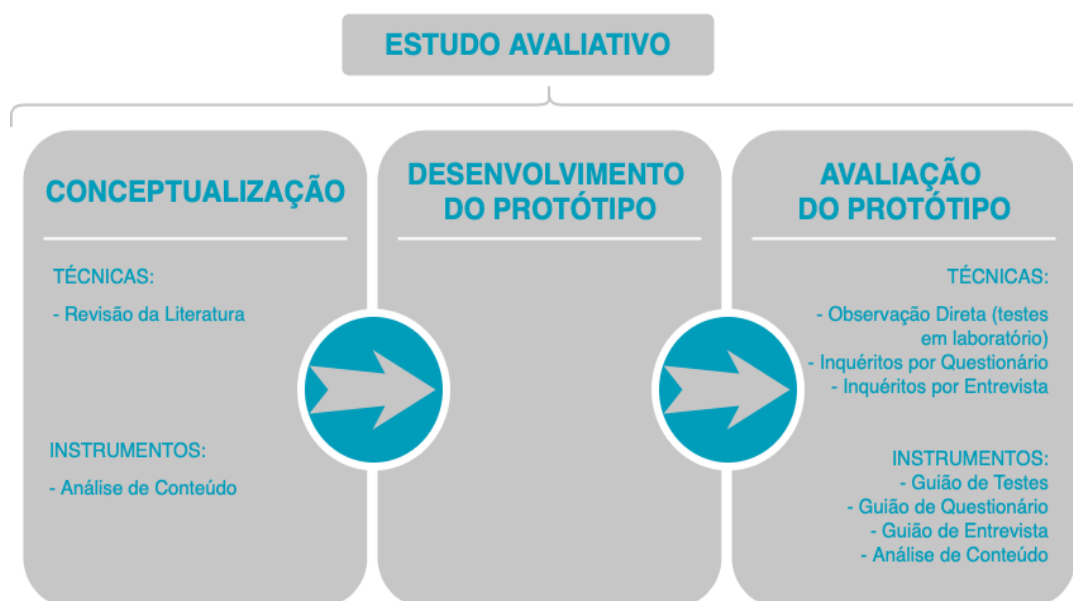 ESTUDO AVALIATIVO
CONCEPTUALIZAÇÃO
TÉCNICAS:
- Revisão da Literatura
INSTRUMENTOS:
- Análise de Conteúdo
DESENVOLVIMENTO
DO PROTÓTIPO
AVALIAÇÃO
DO PROTÓTIPO
TÉCNICAS:
- Observação Direta (testes
em laboratório)
- Inquéritos por Questionário
- Inquéritos por Entrevista
INSTRUMENTOS:
- Guião de Testes
- Guião de Questionário
- Guião de Entrevista
- Análise de Conteúdo